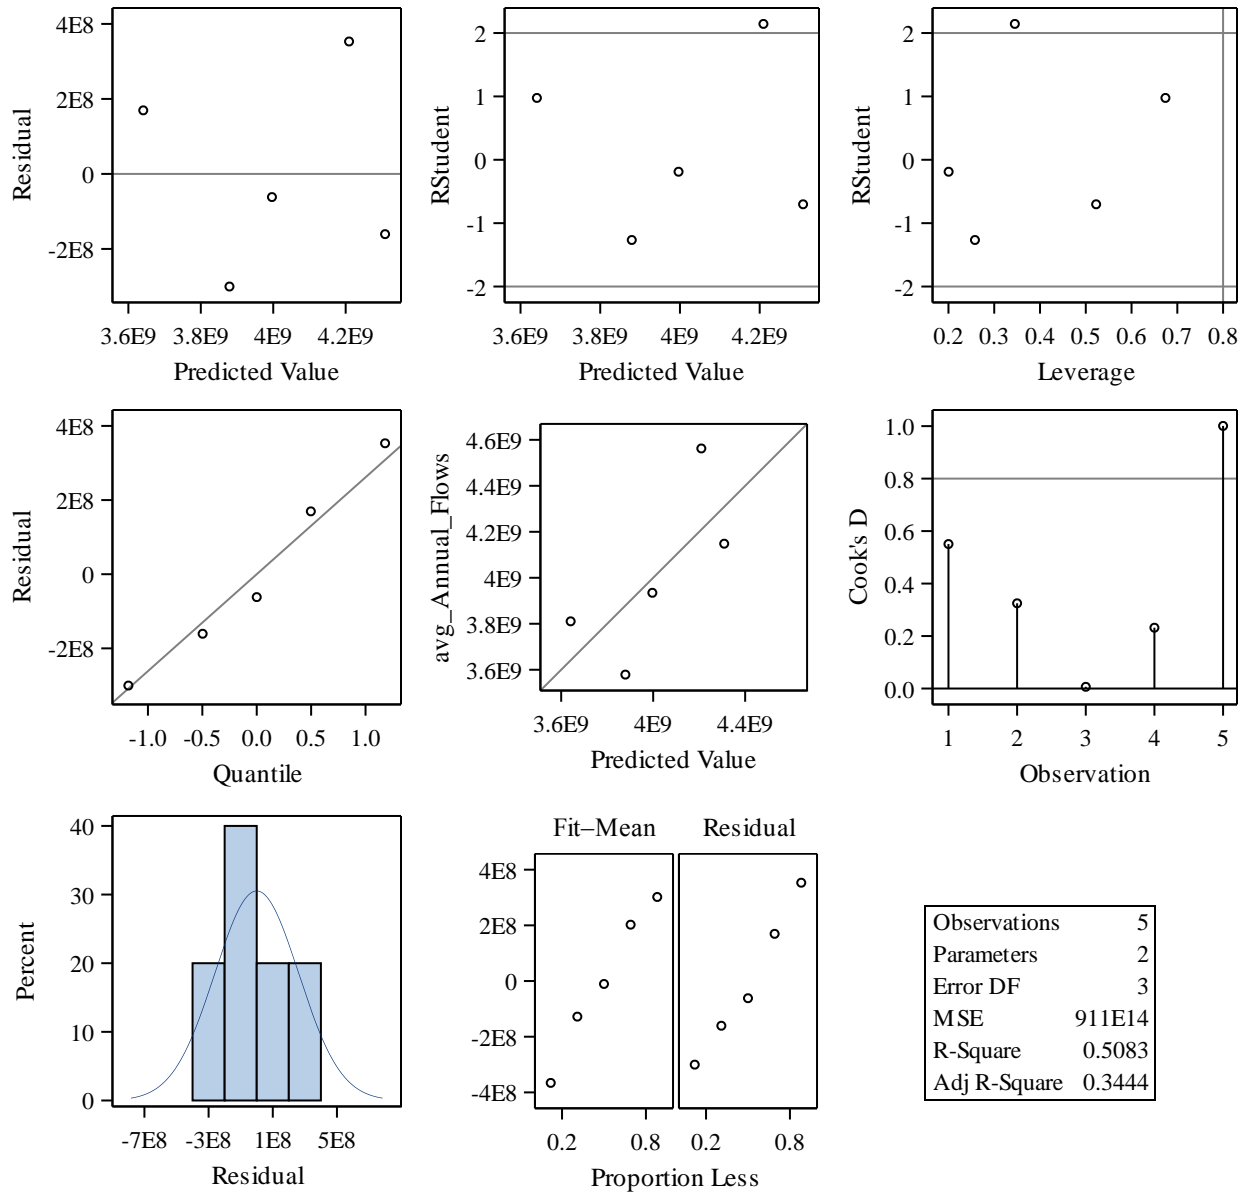 4E8
2E8
0
-2E8
Residual
3.6E9 3.8E9 4E9 4.2E9
Predicted Value
2
1
0
-1
-2
RStudent
3.6E9 3.8E9 4E9 4.2E9
Predicted Value
2
1
0
-1
-2
RStudent
0.2 0.3 0.4 0.5 0.6 0.7 0.8
Leverage
4E8
2E8
0
-2E8
Residual
-1.0 -0.5 0.0 0.5 1.0
Quantile
4.6E9
4.4E9
4.2E9
4E9
3.8E9
3.6E9
avg_Annual_Flows
3.6E9 4E9 4.4E9
Predicted Value
1.0
0.8
0.6
0.4
0.2
0.0
Cook's D
1 2 3 4 5
Observation
40
30
20
10
0
Percent
-7E8 -3E8 1E8 5E8
Residual
Fit–Mean Residual
4E8
2E8
0
-2E8
-4E8
0.2 0.8 0.2 0.8
Proportion Less
Observations 5
Parameters 2
Error DF 3
MSE 911E14
R-Square 0.5083
Adj R-Square 0.3444